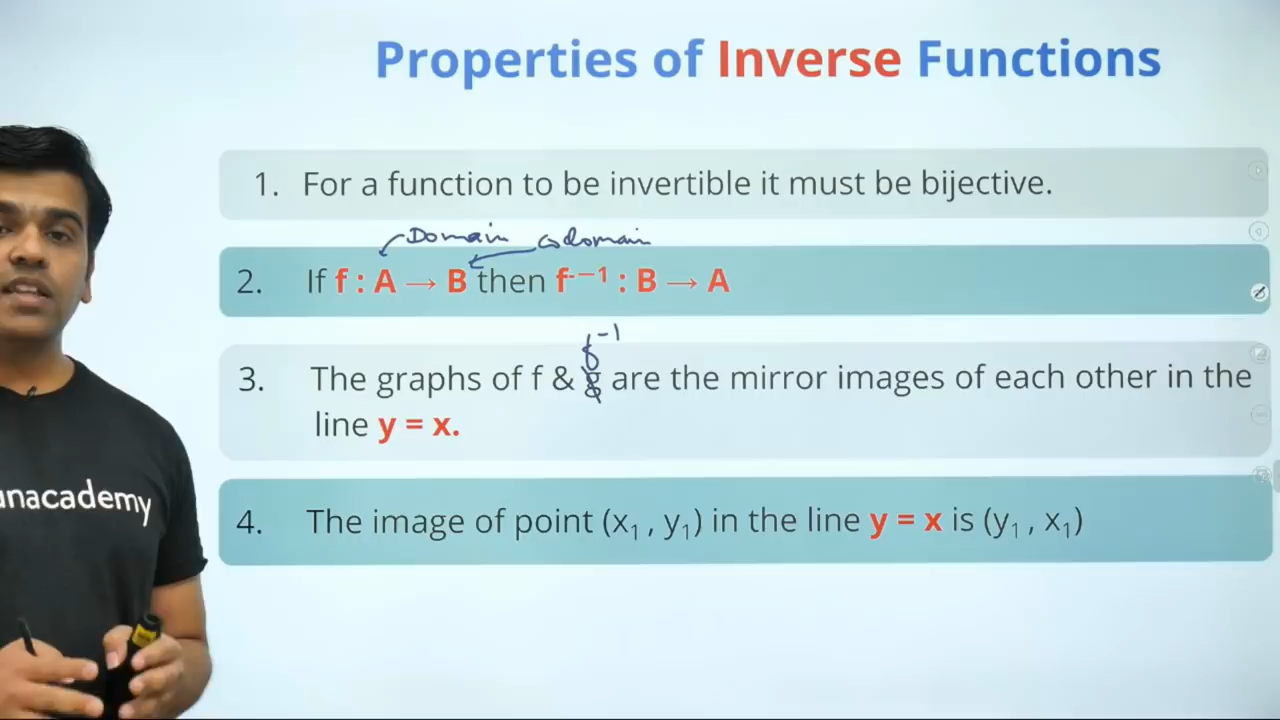 Properties of Inverse Functions
1. For a function to be invertible it must be bijective.
Domain codomain
2. If f : A → B then f⁻¹ : B → A
f⁻¹
3. The graphs of f & g are the mirror images of each other in the
line y = x.
unacademy
4. The image of point (x₁ , y₁) in the line y = x is (y₁ , x₁)